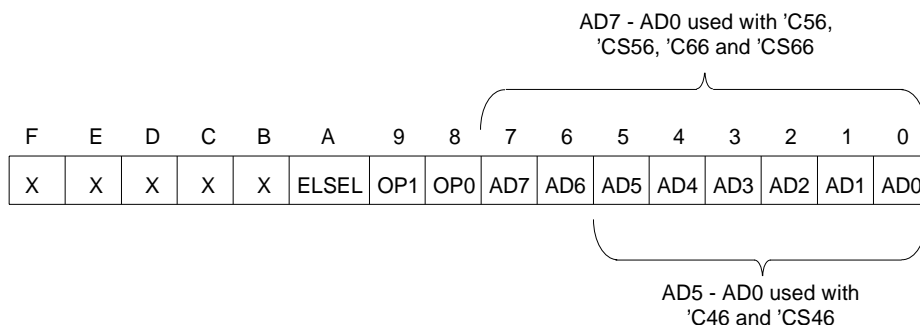 AD7 - AD0 used with ’C56,
’CS56, ’C66 and ’CS66
F E D C B A 9 8 7 6 5 4 3 2 1 0
X X X X X ELSEL OP1 OP0 AD7 AD6 AD5 AD4 AD3 AD2 AD1 AD0
AD5 - AD0 used with
’C46 and ’CS46